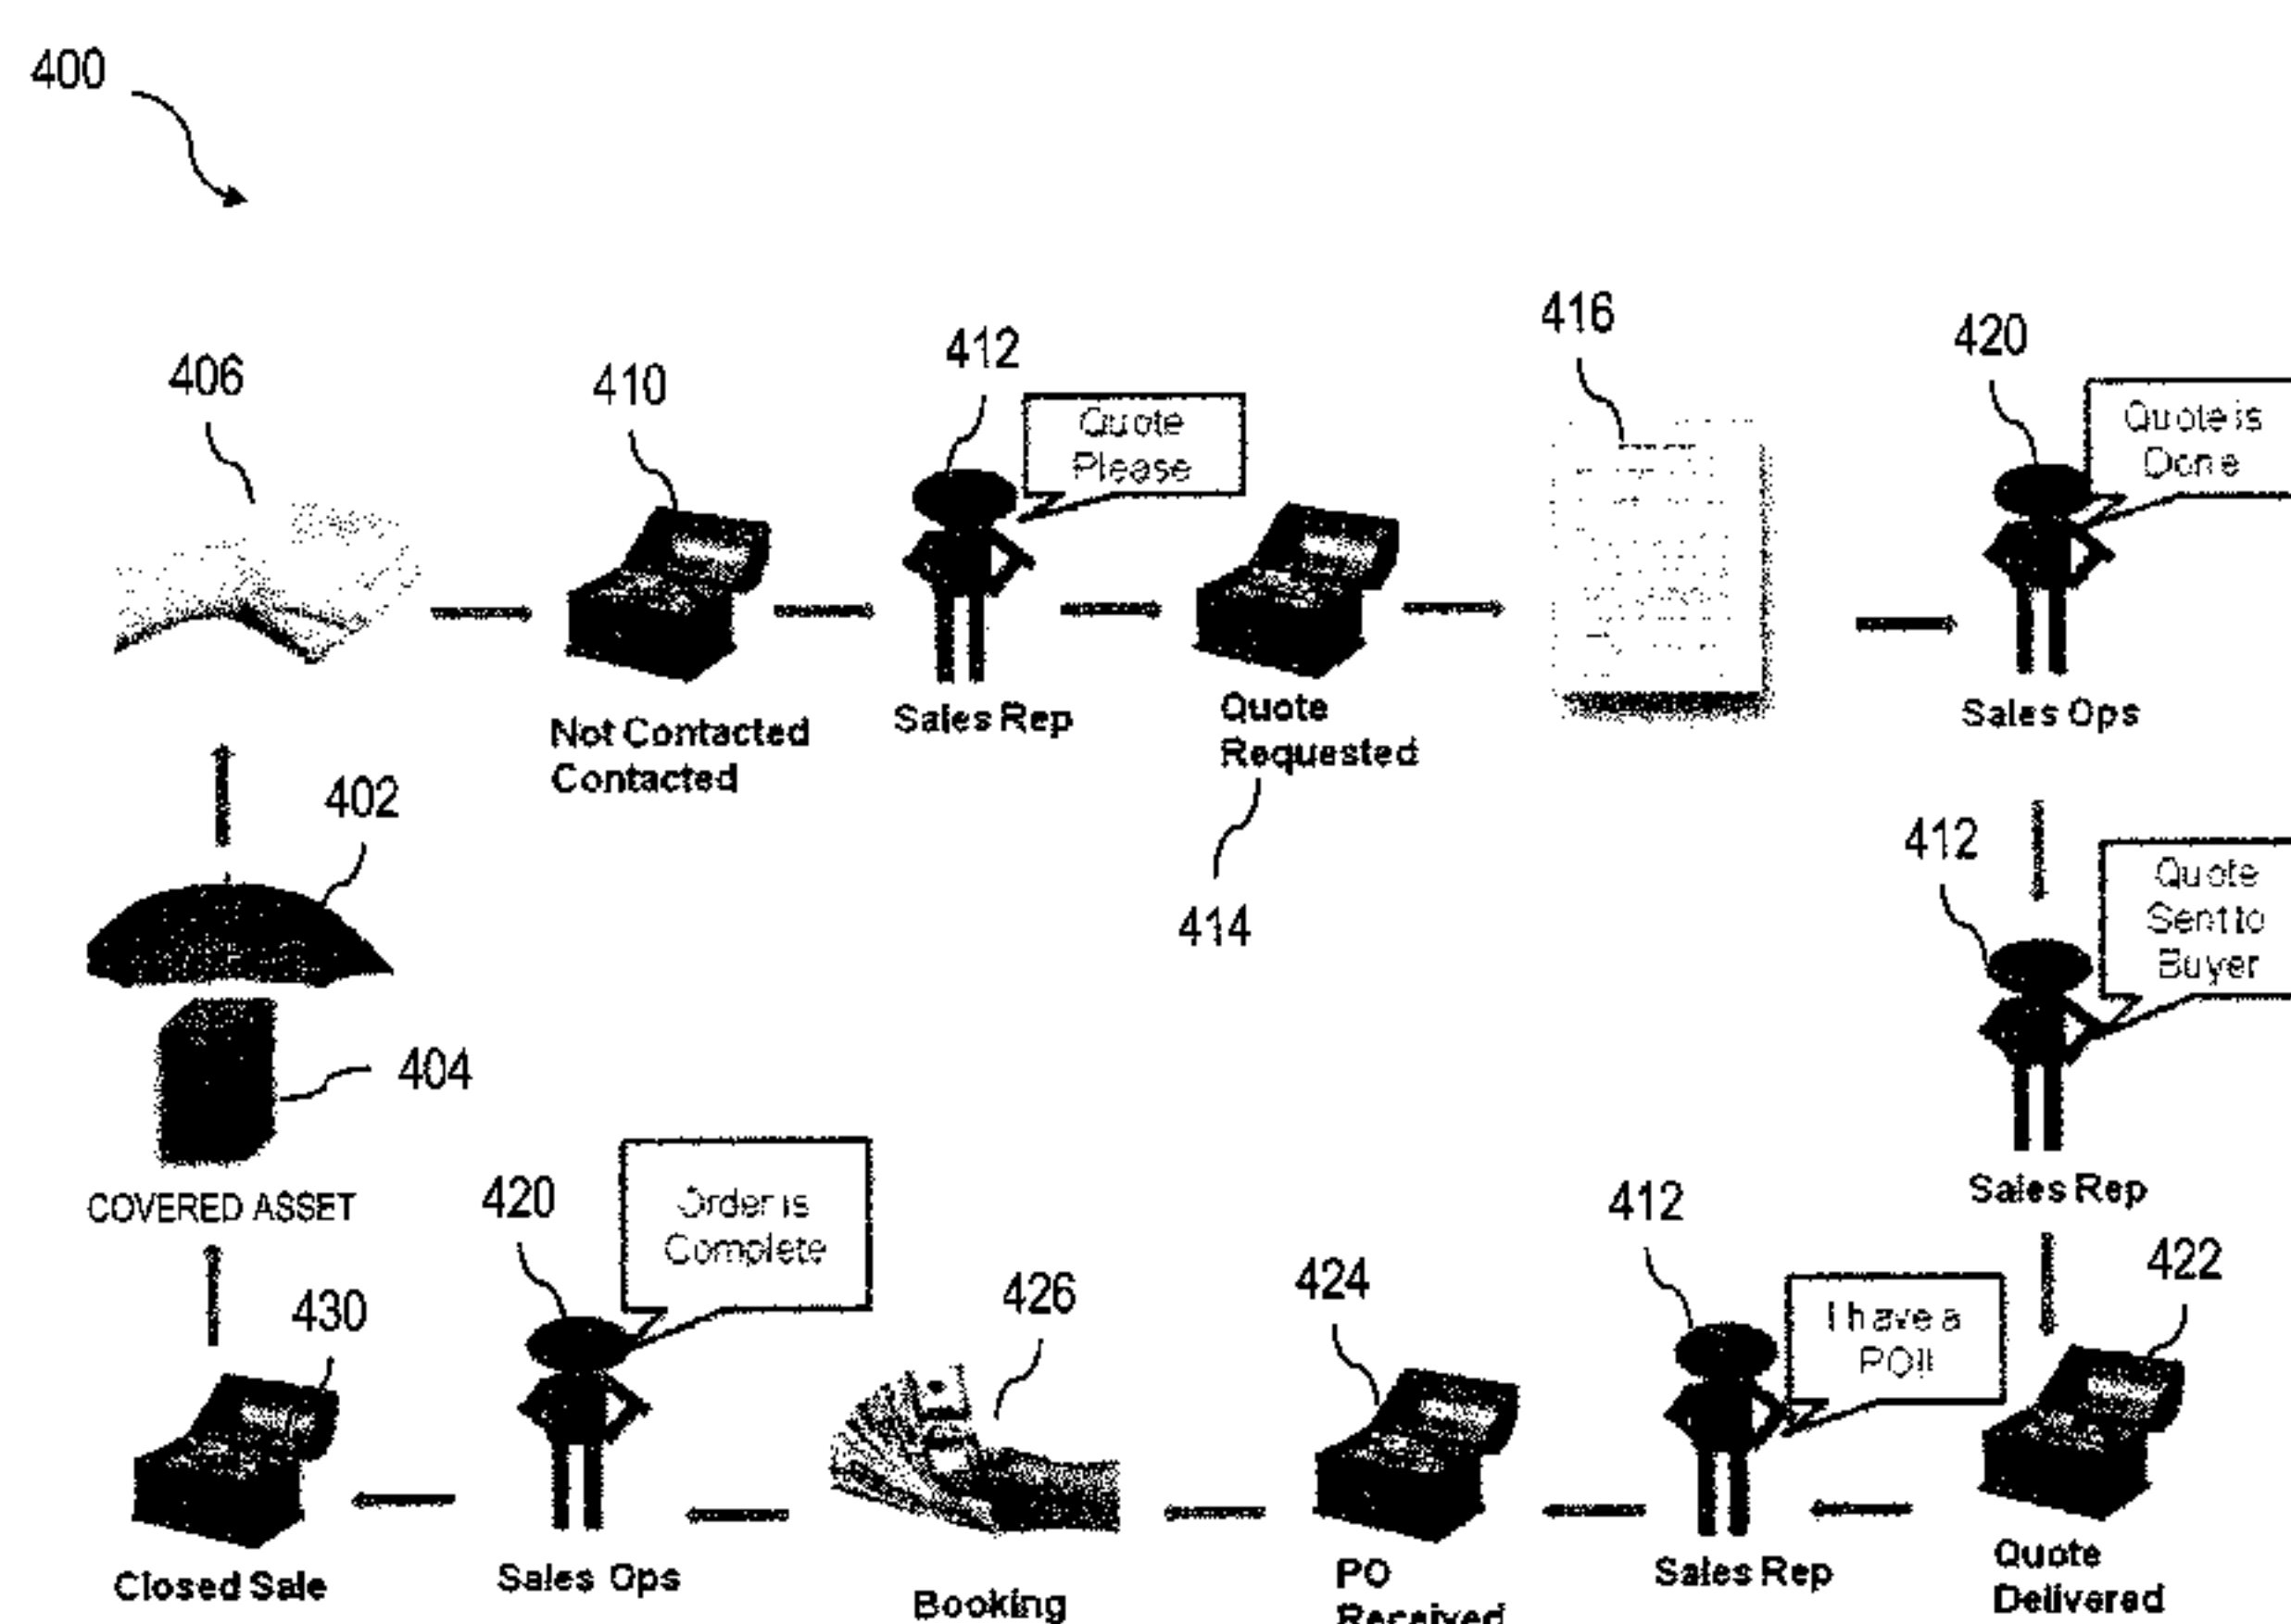 400
406
410
412
Quote
Please
416
420
Quote is
Done
Not Contacted
Contacted
Sales Rep
Quote
Requested
414
Sales Ops
402
404
COVERED ASSET
412
Quote
Sent to
Buyer
Sales Rep
422
Quote
Delivered
412
I have a
PO!!
Sales Rep
424
PO
Received
426
Booking
420
Order is
Complete
Sales Ops
430
Closed Sale